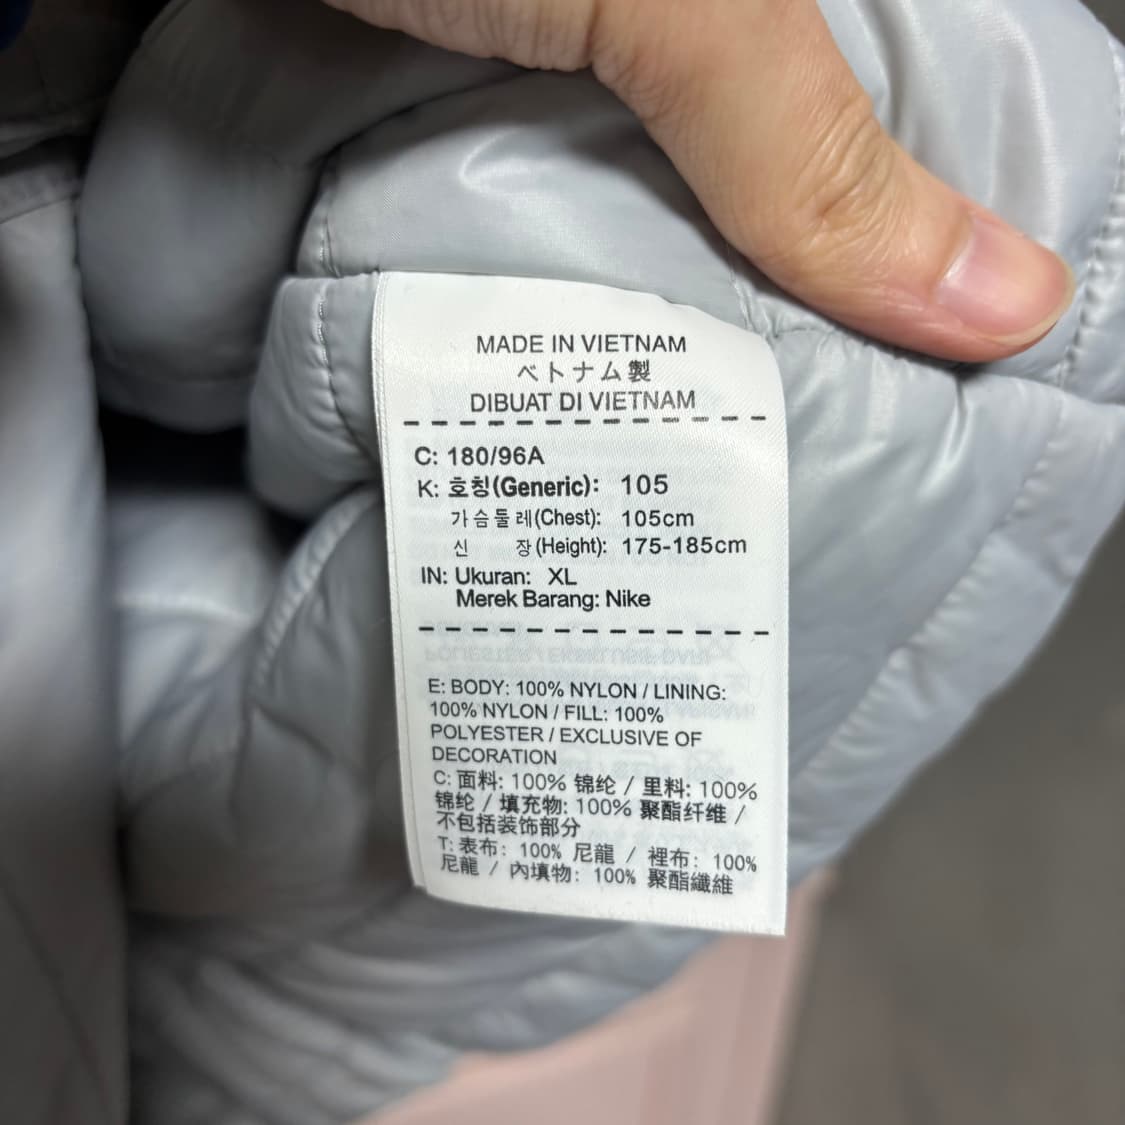 MADE IN VIETNAM
ベトナム製
DIBUAT DI VIETNAM
C: 180/96A
K: 호칭(Generic): 105
가슴둘레(Chest): 105cm
신 장(Height): 175-185cm
IN: Ukuran: XL
Merek Barang: Nike
E: BODY: 100% NYLON / LINING:
100% NYLON / FILL: 100%
POLYESTER / EXCLUSIVE OF
DECORATION
C: 面料: 100% 锦纶 / 里料: 100%
锦纶 / 填充物: 100% 聚酯纤维 /
不包括装饰部分
T: 表布: 100% 尼龍 / 裡布: 100%
尼龍 / 內填物: 100% 聚酯纖維